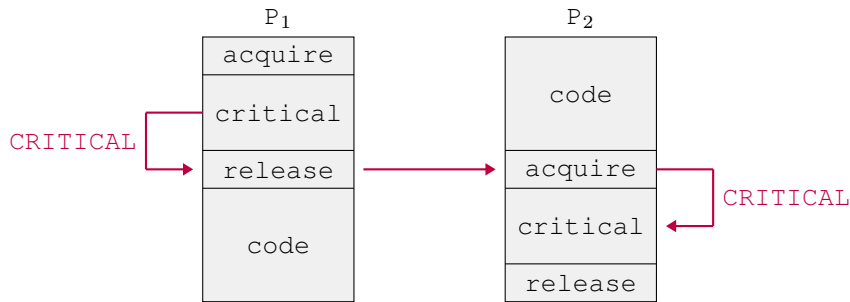 P₁
acquire
critical
CRITICAL
release
code
P₂
code
acquire
CRITICAL
critical
release